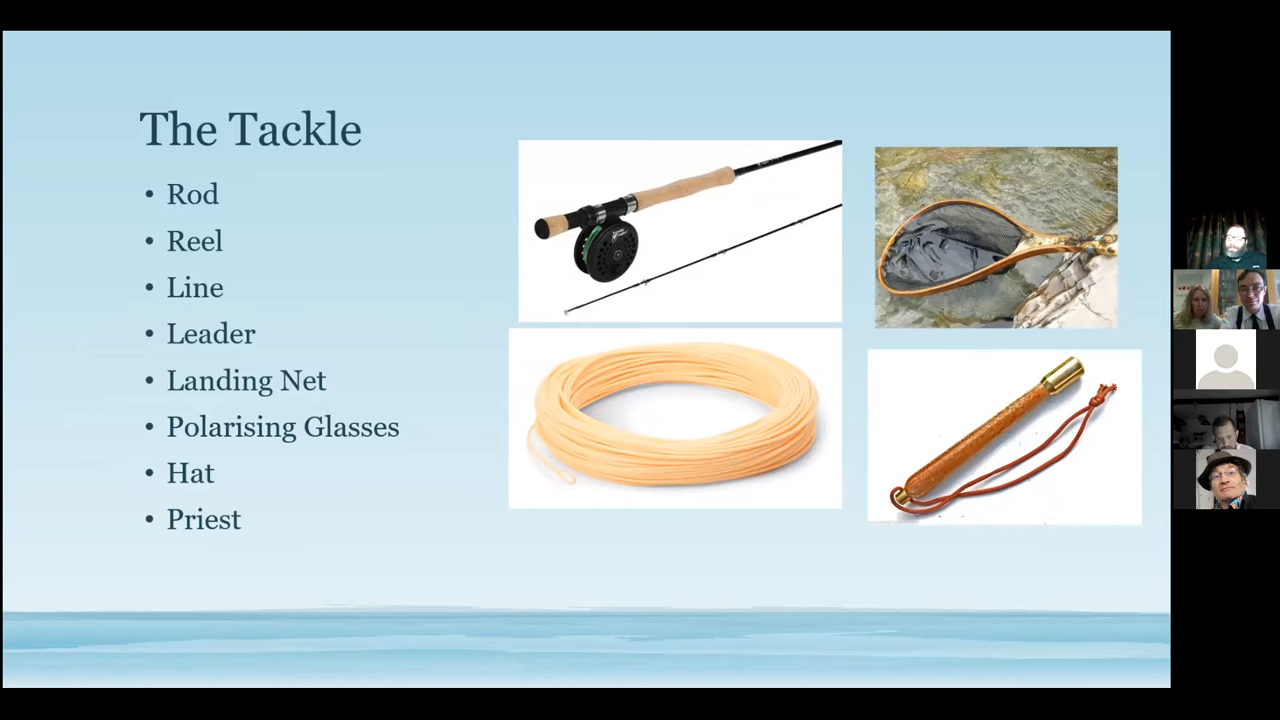 The Tackle
• Rod
• Reel
• Line
• Leader
• Landing Net
• Polarising Glasses
• Hat
• Priest